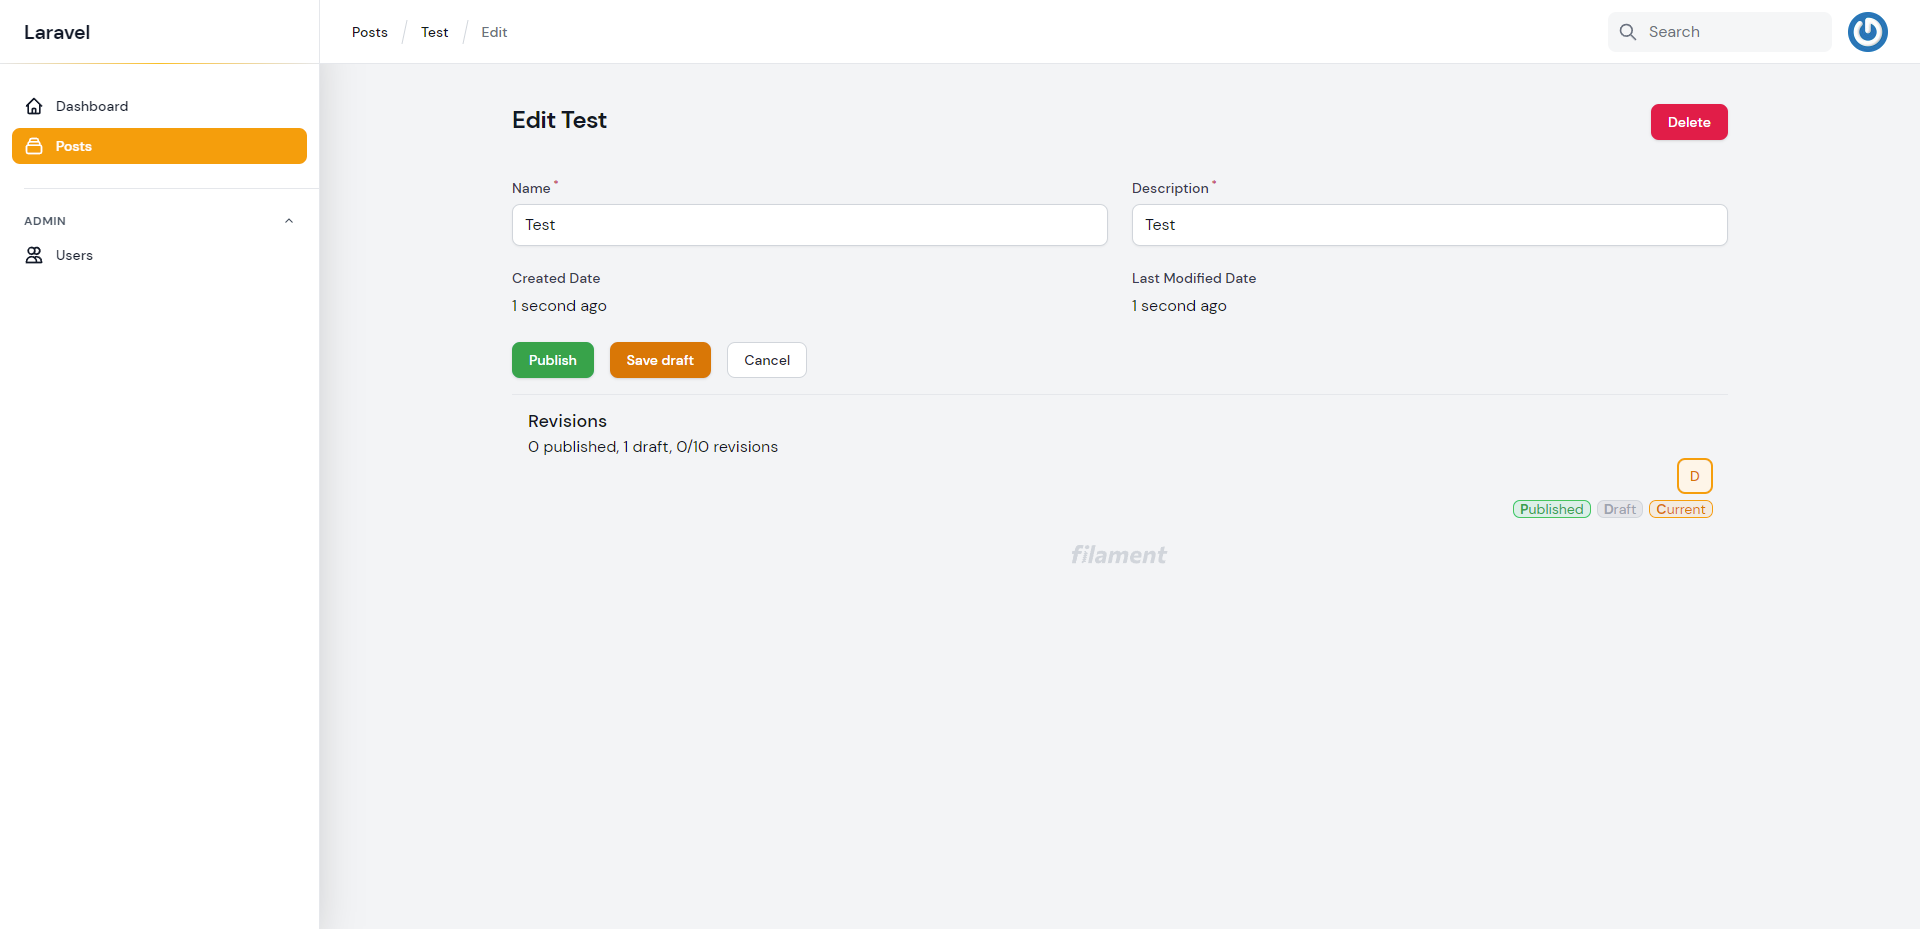 Laravel
Posts / Test / Edit
Search
Dashboard
Posts
ADMIN
Users
Edit Test
Delete
Name *
Description *
Test
Test
Created Date
Last Modified Date
1 second ago
1 second ago
Publish
Save draft
Cancel
Revisions
0 published, 1 draft, 0/10 revisions
D
Published Draft Current
filament